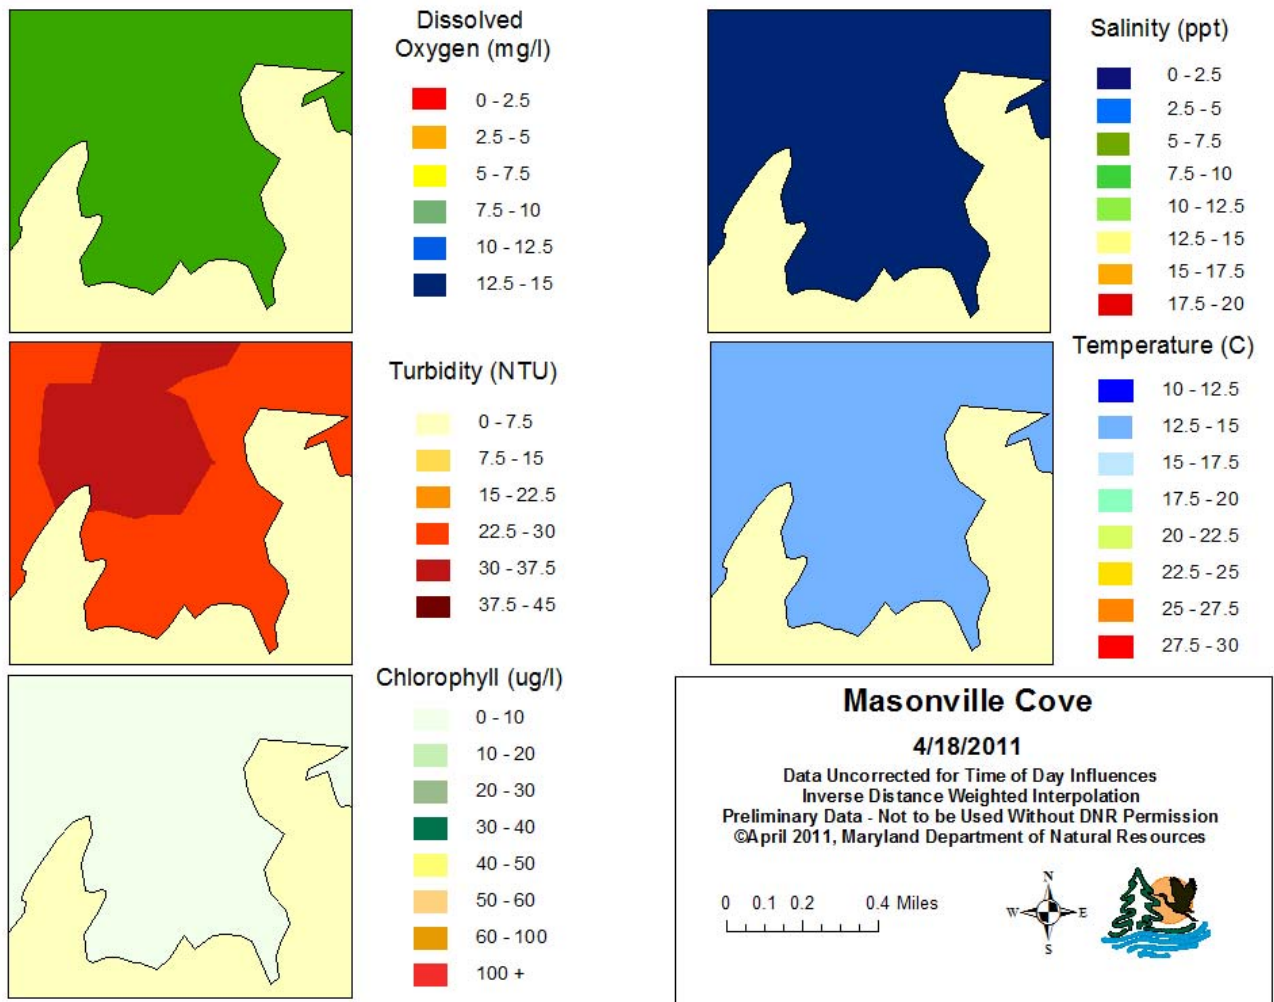 Dissolved
Oxygen (mg/l)
0 - 2.5
2.5 - 5
5 - 7.5
7.5 - 10
10 - 12.5
12.5 - 15
Salinity (ppt)
0 - 2.5
2.5 - 5
5 - 7.5
7.5 - 10
10 - 12.5
12.5 - 15
15 - 17.5
17.5 - 20
Turbidity (NTU)
0 - 7.5
7.5 - 15
15 - 22.5
22.5 - 30
30 - 37.5
37.5 - 45
Temperature (C)
10 - 12.5
12.5 - 15
15 - 17.5
17.5 - 20
20 - 22.5
22.5 - 25
25 - 27.5
27.5 - 30
Chlorophyll (ug/l)
0 - 10
10 - 20
20 - 30
30 - 40
40 - 50
50 - 60
60 - 100
100 +
Masonville Cove
4/18/2011
Data Uncorrected for Time of Day Influences
Inverse Distance Weighted Interpolation
Preliminary Data - Not to be Used Without DNR Permission
©April 2011, Maryland Department of Natural Resources
0 0.1 0.2 0.4 Miles
N
W E
S